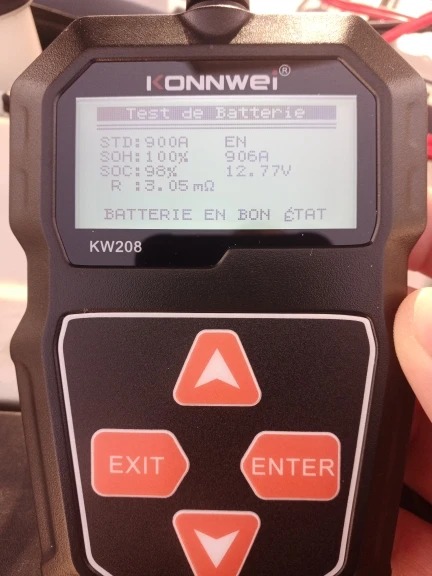 KONNWEI®
Test de Batterie
STD:900A EN
SOH:100% 906A
SOC:98% 12.77V
R :3.05mΩ
BATTERIE EN BON ÉTAT
KW208
EXIT
ENTER